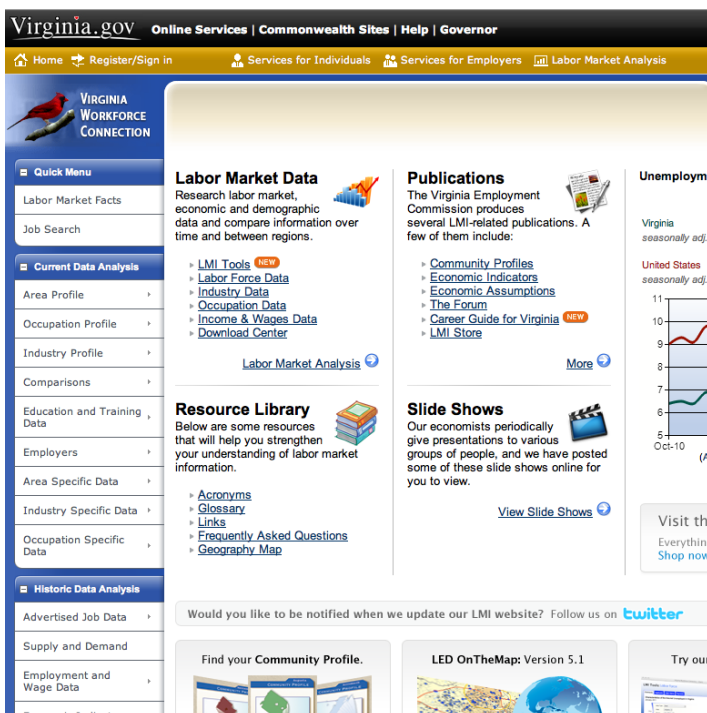 Virginia.gov Online Services | Commonwealth Sites | Help | Governor
Home Register/Sign in Services for Individuals Services for Employers Labor Market Analysis
VIRGINIA
WORKFORCE
CONNECTION
Quick Menu
Labor Market Facts
Job Search
Current Data Analysis
Area Profile
Occupation Profile
Industry Profile
Comparisons
Education and Training
Data
Employers
Area Specific Data
Industry Specific Data
Occupation Specific
Data
Historic Data Analysis
Advertised Job Data
Supply and Demand
Employment and
Wage Data
Labor Market Data
Research labor market,
economic and demographic
data and compare information over
time and between regions.
LMI Tools NEW
Labor Force Data
Industry Data
Occupation Data
Income & Wages Data
Download Center
Labor Market Analysis
Publications
The Virginia Employment
Commission produces
several LMI-related publications. A
few of them include:
Community Profiles
Economic Indicators
Economic Assumptions
The Forum
Career Guide for Virginia NEW
LMI Store
More
Resource Library
Below are some resources
that will help you strengthen
your understanding of labor market
information.
Acronyms
Glossary
Links
Frequently Asked Questions
Geography Map
Slide Shows
Our economists periodically
give presentations to various
groups of people, and we have posted
some of these slide shows online for
you to view.
View Slide Shows
Unemploym
Virginia
seasonally adj.
United States
seasonally adj.
11
10
9
8
7
6
5
Oct-10
(A
Visit th
Everythin
Shop now
Would you like to be notified when we update our LMI website? Follow us on twitter
Find your Community Profile.
LED OnTheMap: Version 5.1
Try our